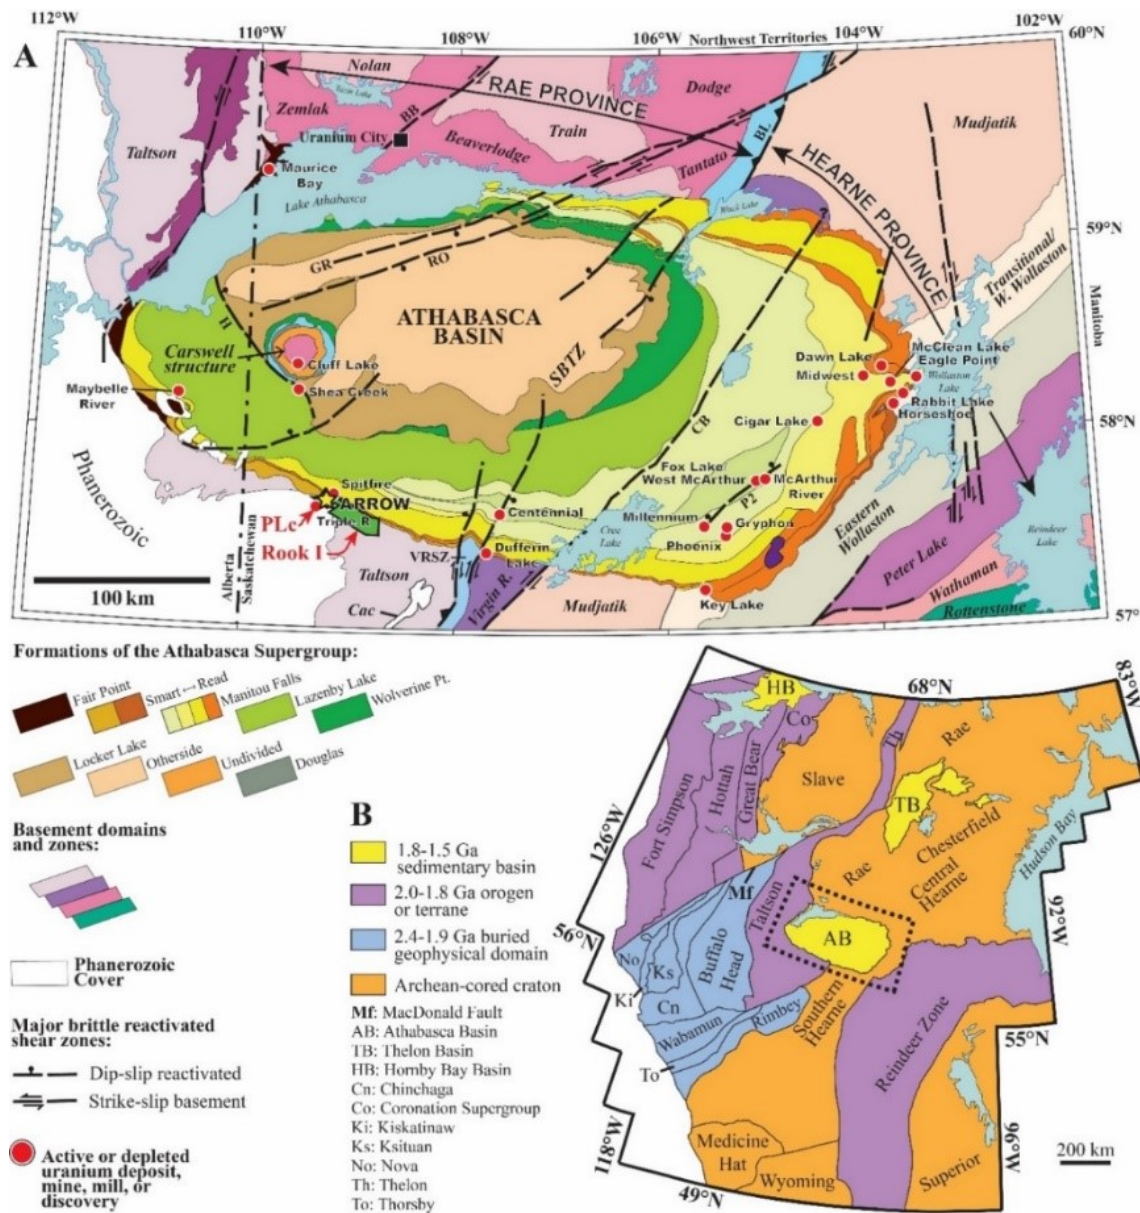 112°W
110°W
108°W
106°W
Northwest Territories
104°W
102°W
60°N
A
Nolan
RAE PROVINCE
Dodge
Zemlak
BB
Train
BL
Mudjatik
Uranium City
Beaverlodge
Taltson
Tantato
HEARNE PROVINCE
Maurice
Bay
Lake Athabasca
Black Lake
?
59°N
Transitional/
W. Wollaston
GR
RO
Manitoba
ATHABASCA
BASIN
H
Carswell
structure
SBTZ
McClean Lake
Dawn Lake
Eagle Point
Cluff Lake
Midwest
Wollaston
Lake
Maybelle
River
Shea Creek
Rabbit Lake
Horseshoe
CB
Cigar Lake
58°N
Phanerozoic
Fox Lake
West McArthur
McArthur
River
Spitfire
P2
ARROW
PLc
Triple R
Centennial
Millennium
Gryphon
Eastern
Wollaston
Reindeer
Lake
Rook I
Cree
Lake
Phoenix
Peter Lake
Alberta
Saskatchewan
VRSZ
Dufferin
Lake
100 km
Taltson
Wathaman
Cac
Virgin R.
Mudjatik
Key Lake
Rottenstone
57°
Formations of the Athabasca Supergroup:
Fair Point
Smart ↔ Read
Manitou Falls
Lazenby Lake
Wolverine Pt.
Locker Lake
Otherside
Undivided
Douglas
Basement domains
and zones:
Phanerozoic
Cover
Major brittle reactivated
shear zones:
Dip-slip reactivated
Strike-slip basement
Active or depleted
uranium deposit,
mine, mill, or
discovery
B
1.8-1.5 Ga
sedimentary basin
2.0-1.8 Ga orogen
or terrane
2.4-1.9 Ga buried
geophysical domain
Archean-cored craton
Mf: MacDonald Fault
AB: Athabasca Basin
TB: Thelon Basin
HB: Hornby Bay Basin
Cn: Chinchaga
Co: Coronation Supergroup
Ki: Kiskatinaw
Ks: Ksituan
No: Nova
Th: Thelon
To: Thorsby
68°N
83°W
HB
Co
Th
Rae
Slave
Hottah
Great Bear
Fort Simpson
TB
126°W
Chesterfield
Hudson Bay
Central
Hearne
Mf
Rae
Taltson
92°W
56°N
AB
Buffalo
Head
No
Ks
Ki
Cn
Rimbey
Southern
Hearne
Wabamun
55°N
To
Reindeer Zone
118°W
Medicine
Hat
96°W
200 km
Wyoming
Superior
49°N